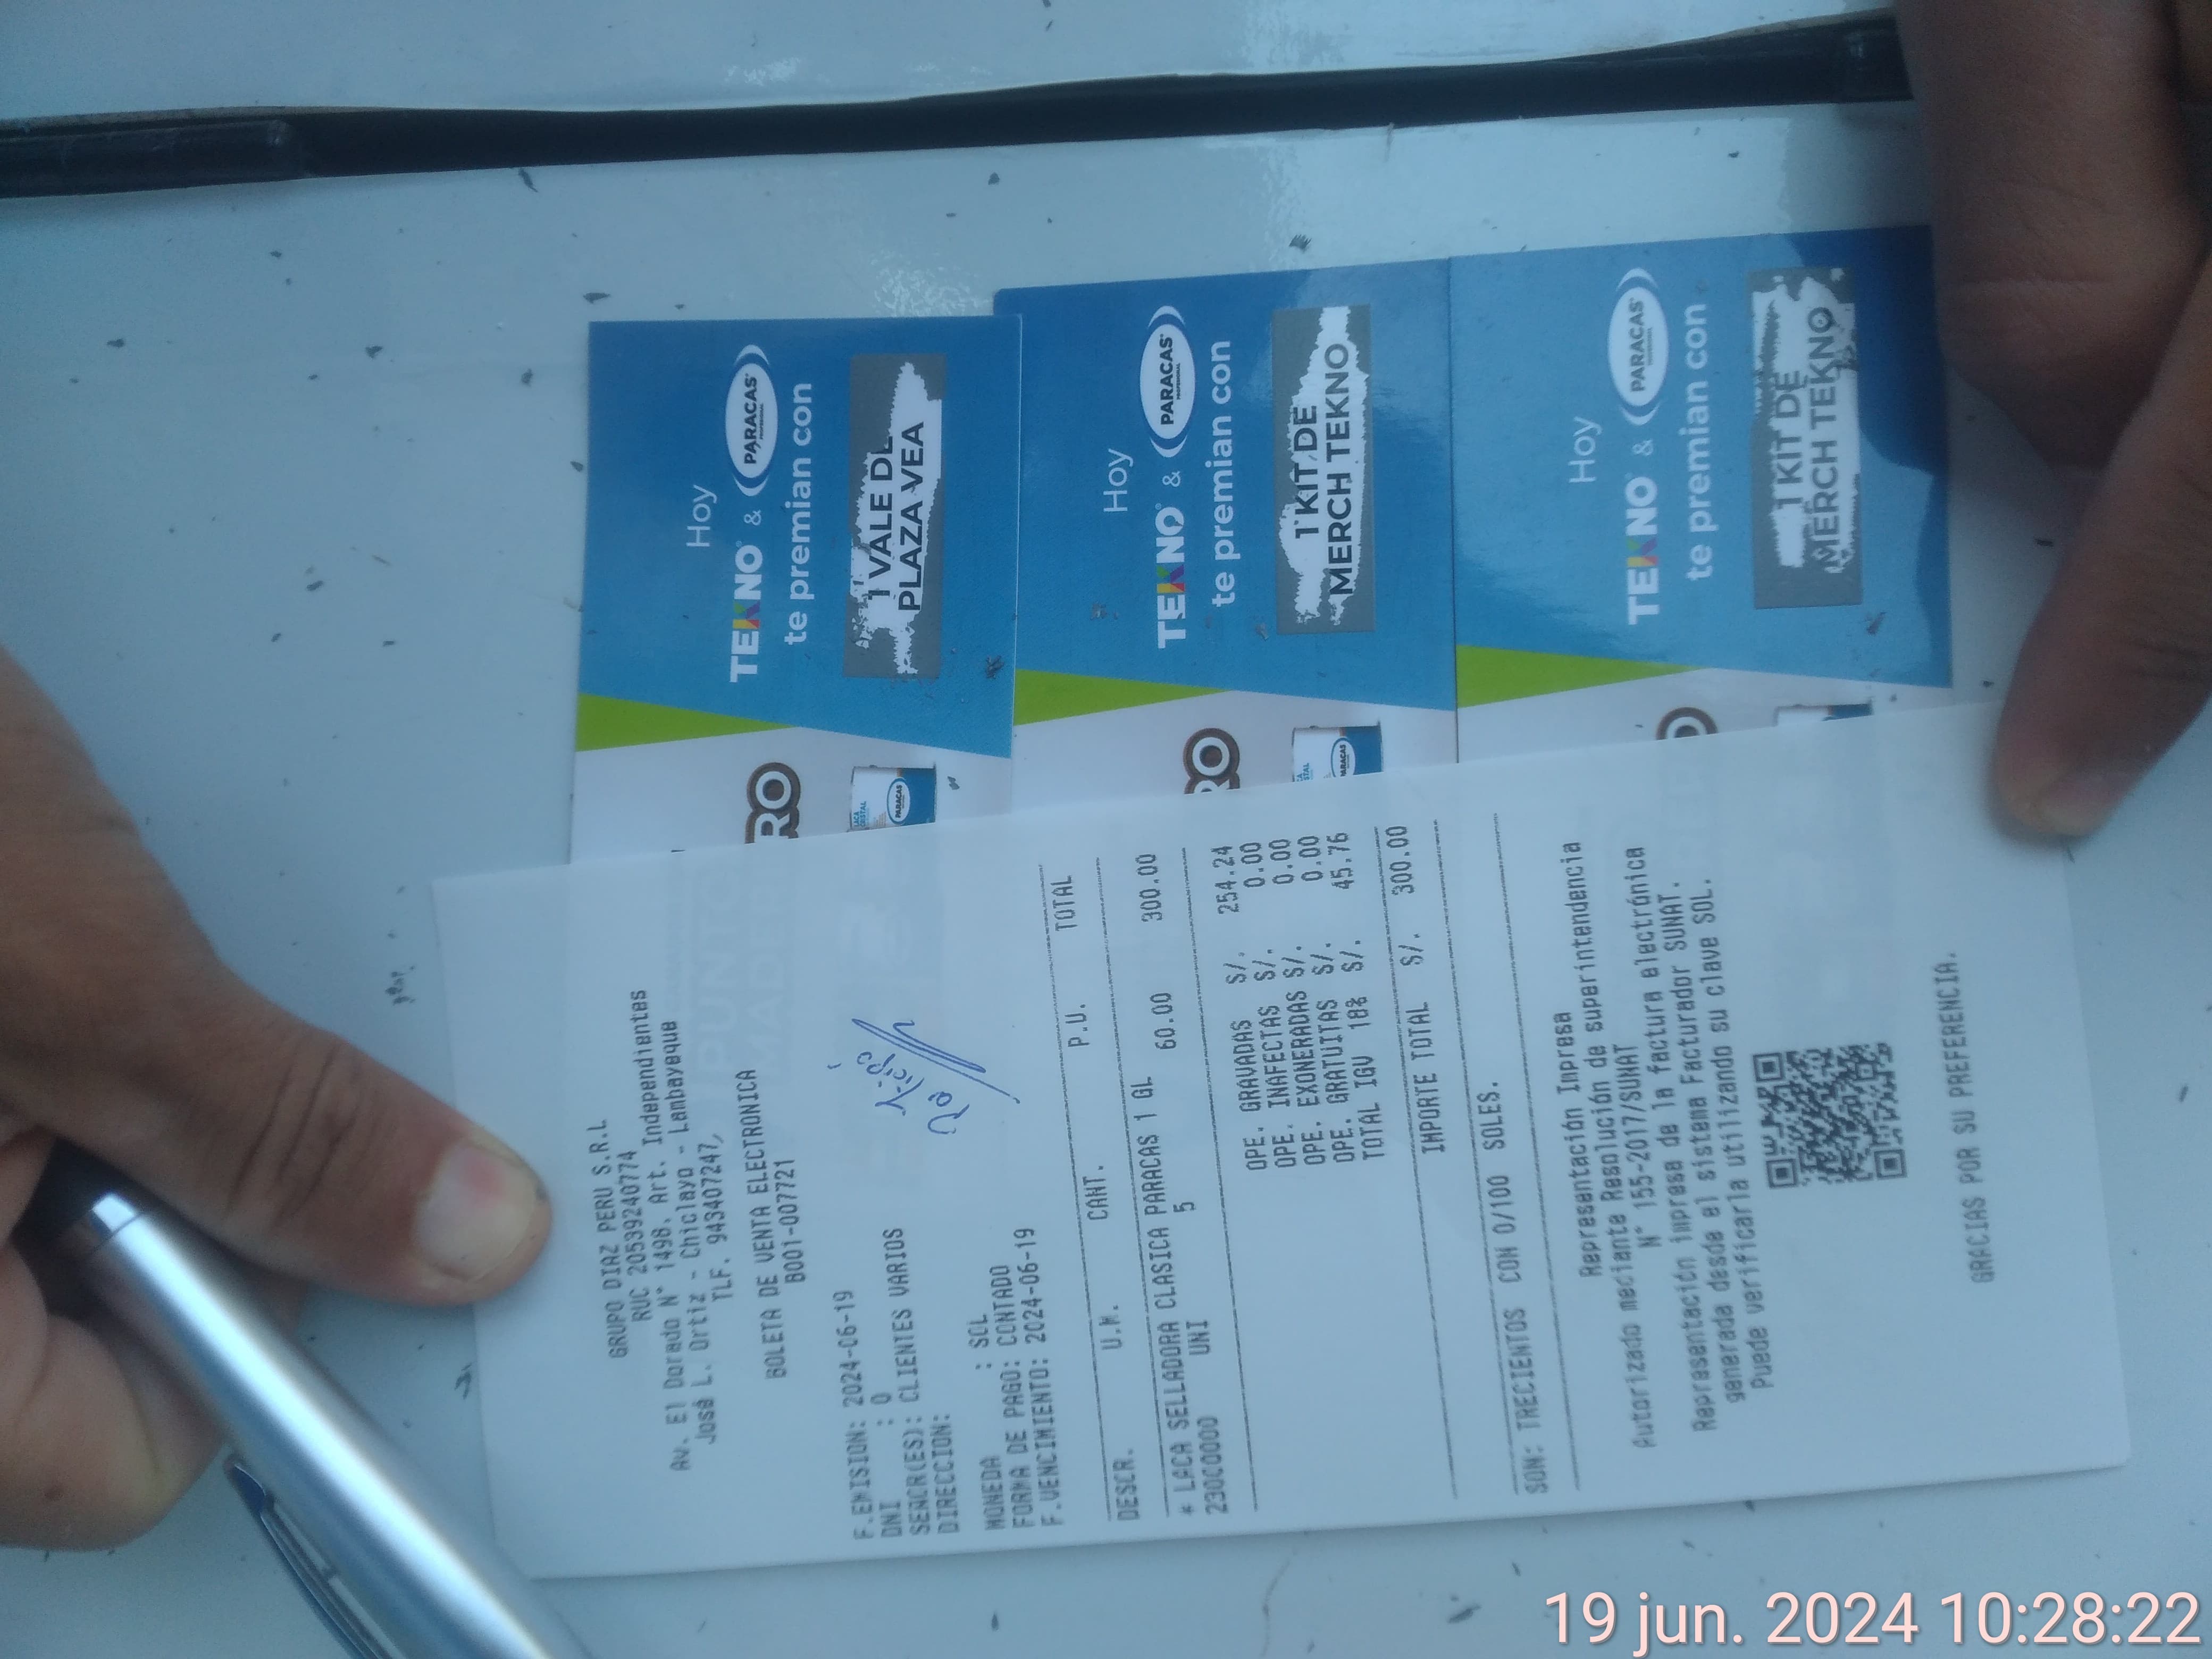 Hoy
TEKNO & PARACAS
PROFESIONAL
te premian con
1 VALE DE
PLAZA VEA
RO
LACA
CRISTAL
PARACAS
Hoy
TEKNO & PARACAS
PROFESIONAL
te premian con
1 KIT DE
MERCH TEKNO
RO
PARACAS
Hoy
TEKNO & PARACAS
te premian con
1 KIT DE
MERCH TEKNO
GRUPO DIAZ PERU S.R.L
RUC 20539240774
Av. El Dorado N° 1498. Art. Independientes
José L. Ortiz - Chiclayo - Lambayeque
TLF. 943407247,
BOLETA DE VENTA ELECTRONICA
B001-007721
F.EMISION: 2024-06-19
DNI : 0
SEÑOR(ES): CLIENTES VARIOS
DIRECCION:
MONEDA : SOL
FORMA DE PAGO: CONTADO
F.VENCIMIENTO: 2024-06-19
DESCR. U.M. CANT. P.U. TOTAL
* LACA SELLADORA CLASICA PARACAS 1 GL
230C0000 UNI 5 60.00 300.00
OPE. GRAVADAS S/. 254.24
OPE. INAFECTAS S/. 0.00
OPE. EXONERADAS S/. 0.00
OPE. GRATUITAS S/. 0.00
TOTAL IGV 18% S/. 45.76
IMPORTE TOTAL S/. 300.00
SON: TRECIENTOS CON 0/100 SOLES.
Representación Impresa
Autorizado mediante Resolución de superintendencia
N° 155-2017/SUNAT
Representación impresa de la factura electrónica
generada desde el sistema Facturador SUNAT.
Puede verificarla utilizando su clave SOL.
GRACIAS POR SU PREFERENCIA.
19 jun. 2024 10:28:22